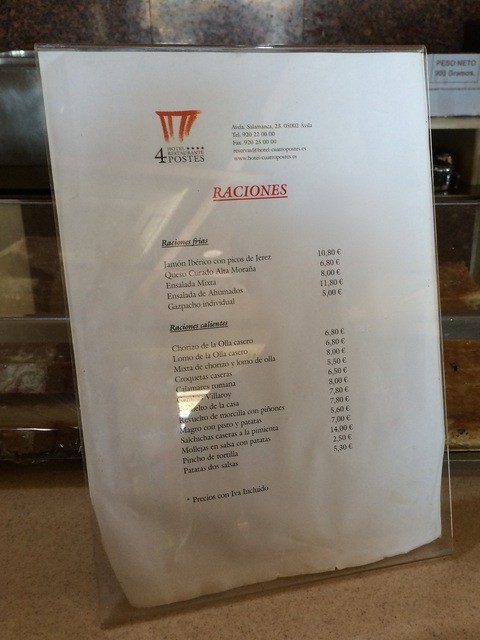 PESO NETO
Gramos.
HOTEL ★★★★
RESTAURANTE
4 POSTES
Avda. Salamanca, 23. 05002 Ávila
Tel. 920 22 00 00
Fax. 920 25 00 00
reservas@hotel-cuatropostes.es
www.hotel-cuatropostes.es
RACIONES
Raciones frías
Jamón Ibérico con picos de Jerez 10,80 €
Queso Curado Alta Moraña 6,80 €
Ensalada Mixta 8,00 €
Ensalada de Ahumados 11,80 €
Gazpacho individual 5,00 €
Raciones calientes
Chorizo de la Olla casero 6,80 €
Lomo de la Olla casero 6,80 €
Mixta de chorizo y lomo de olla 8,00 €
Croquetas caseras 5,50 €
Calamares romana 6,50 €
Villaroy 8,00 €
de la casa 7,80 €
Revuelto de morcilla con piñones 7,80 €
Magro con pisto y patatas 5,60 €
Salchichas caseras a la pimienta 7,00 €
Mollejas en salsa con patatas 14,00 €
Pincho de tortilla 2,50 €
Patatas dos salsas 5,30 €
* Precios con Iva Incluido